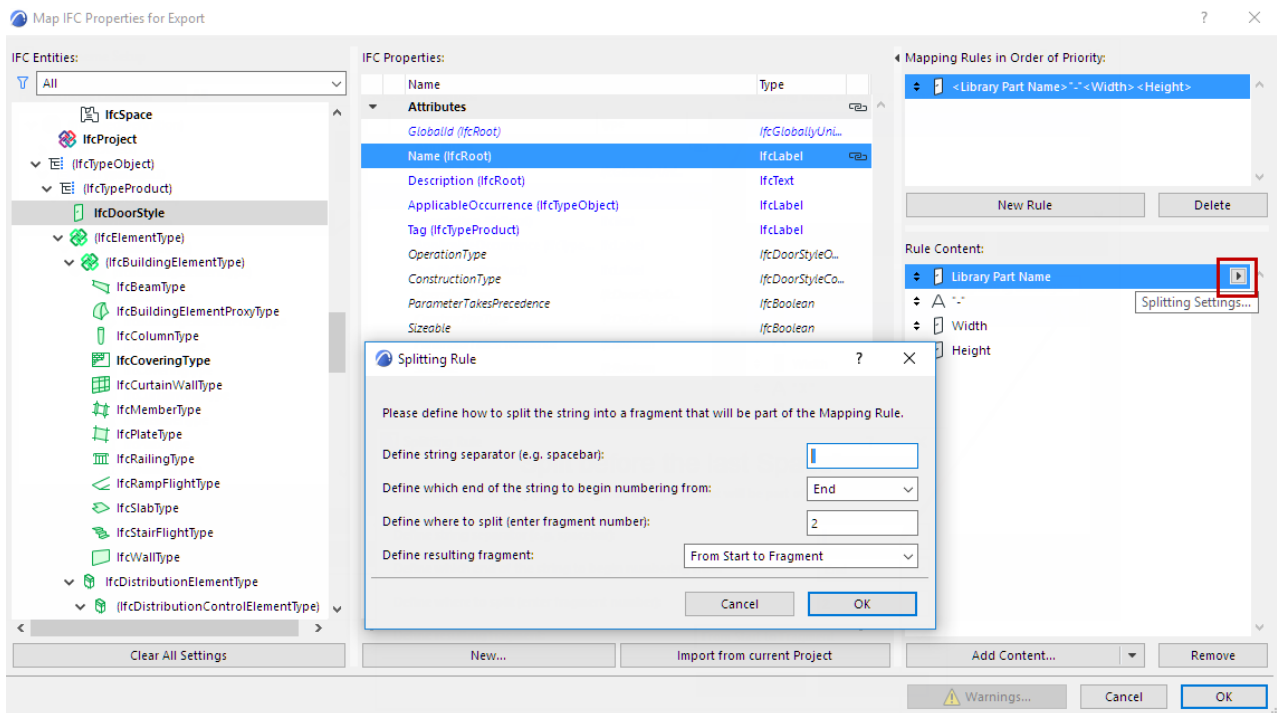 Map IFC Properties for Export
IFC Entities:
All
IfcSpace
IfcProject
(IfcTypeObject)
(IfcTypeProduct)
IfcDoorStyle
(IfcElementType)
(IfcBuildingElementType)
IfcBeamType
IfcBuildingElementProxyType
IfcColumnType
IfcCoveringType
IfcCurtainWallType
IfcMemberType
IfcPlateType
IfcRailingType
IfcRampFlightType
IfcSlabType
IfcStairFlightType
IfcWallType
IfcDistributionElementType
(IfcDistributionControlElementType)
Clear All Settings
IFC Properties:
Name Type
Attributes
GlobalId (IfcRoot) IfcGloballyUni...
Name (IfcRoot) IfcLabel
Description (IfcRoot) IfcText
ApplicableOccurrence (IfcTypeObject) IfcLabel
Tag (IfcTypeProduct) IfcLabel
OperationType IfcDoorStyleO...
ConstructionType IfcDoorStyleCo...
ParameterTakesPrecedence IfcBoolean
Sizeable IfcBoolean
Splitting Rule ?
Please define how to split the string into a fragment that will be part of the Mapping Rule.
Define string separator (e.g. spacebar):
Define which end of the string to begin numbering from: End
Define where to split (enter fragment number): 2
Define resulting fragment: From Start to Fragment
Cancel OK
New... Import from current Project
?
Mapping Rules in Order of Priority:
<Library Part Name>"-"<Width><Height>
New Rule Delete
Rule Content:
Library Part Name
"-"
Splitting Settings...
Width
Height
Add Content... Remove
Warnings... Cancel OK